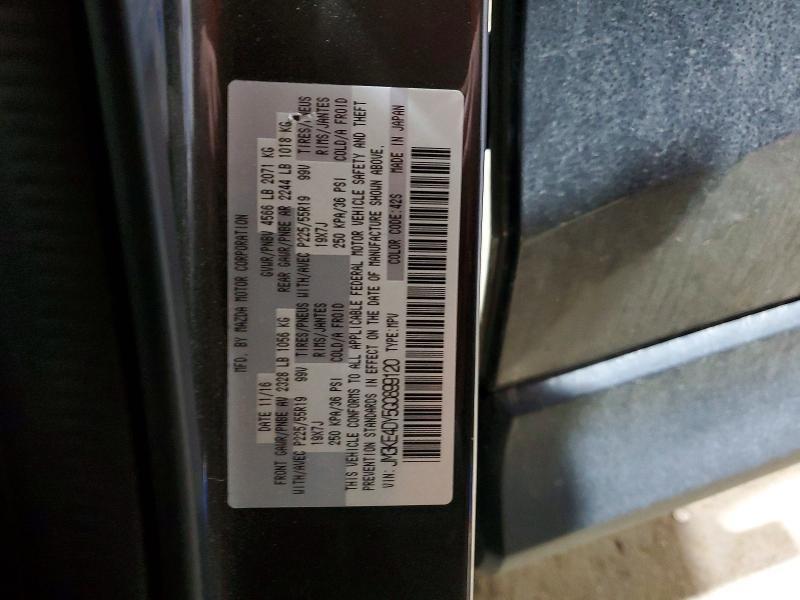 MFD. BY MAZDA MOTOR CORPORATION
DATE 11/16 GVWR/PNBV 4566 LB 2071 KG
FRONT GAWR/PNBE AV 2328 LB 1056 KG REAR GAWR/PNBE AR 2244 LB 1018 KG
WITH/AVEC P225/55R19 99V TIRES/PNEUS WITH/AVEC P225/55R19 99V TIRES/PNEUS
19X7J RIMS/JANTES 19X7J RIMS/JANTES
250 KPA/36 PSI COLD/A FROID 250 KPA/36 PSI COLD/A FROID
THIS VEHICLE CONFORMS TO ALL APPLICABLE FEDERAL MOTOR VEHICLE SAFETY AND THEFT
PREVENTION STANDARDS IN EFFECT ON THE DATE OF MANUFACTURE SHOWN ABOVE.
VIN: JM3KE4DY5G0899120 TYPE:MPV COLOR CODE:42S MADE IN JAPAN